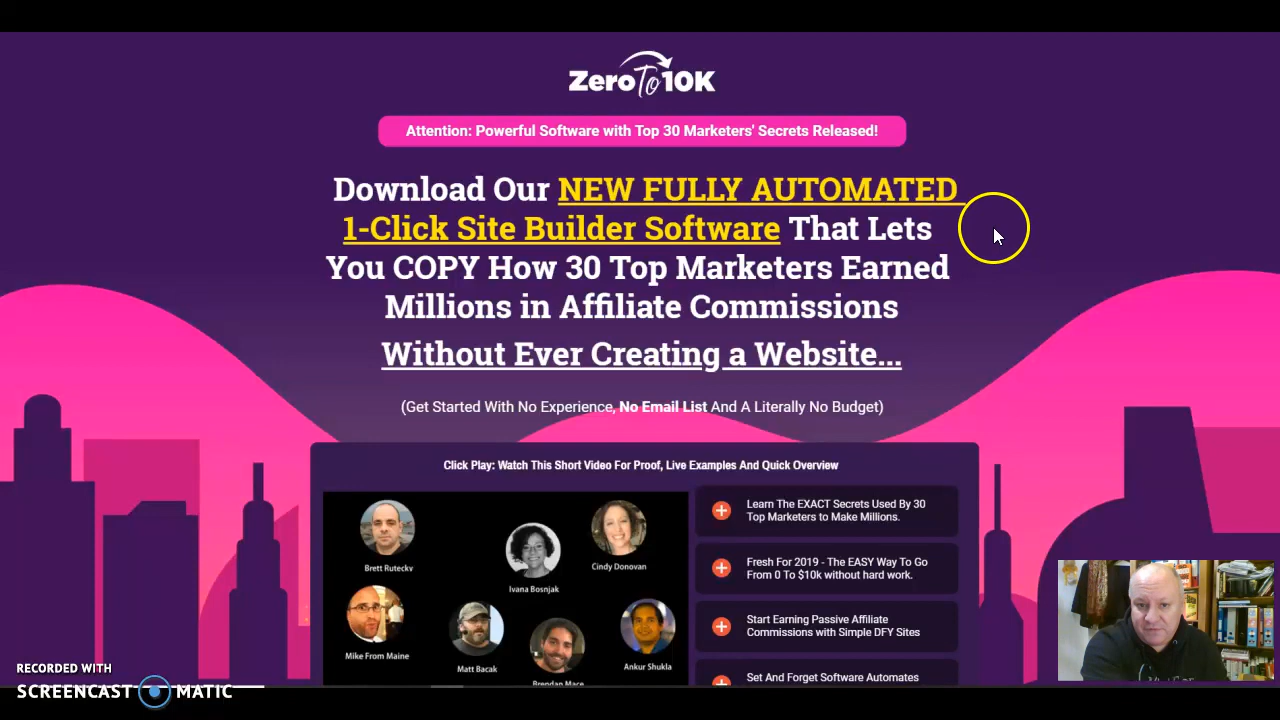 Zero To 10K
Attention: Powerful Software with Top 30 Marketers' Secrets Released!
Download Our NEW FULLY AUTOMATED
1-Click Site Builder Software That Lets
You COPY How 30 Top Marketers Earned
Millions in Affiliate Commissions
Without Ever Creating a Website...
(Get Started With No Experience, No Email List And A Literally No Budget)
Click Play: Watch This Short Video For Proof, Live Examples And Quick Overview
Brett Rutecky
Ivana Bosnjak
Cindy Donovan
Mike From Maine
Matt Bacak
Brendan Mace
Ankur Shukla
Learn The EXACT Secrets Used By 30
Top Marketers to Make Millions.
Fresh For 2019 - The EASY Way To Go
From 0 To $10k without hard work.
Start Earning Passive Affiliate
Commissions with Simple DFY Sites
Set And Forget Software Automates
RECORDED WITH
SCREENCAST MATIC